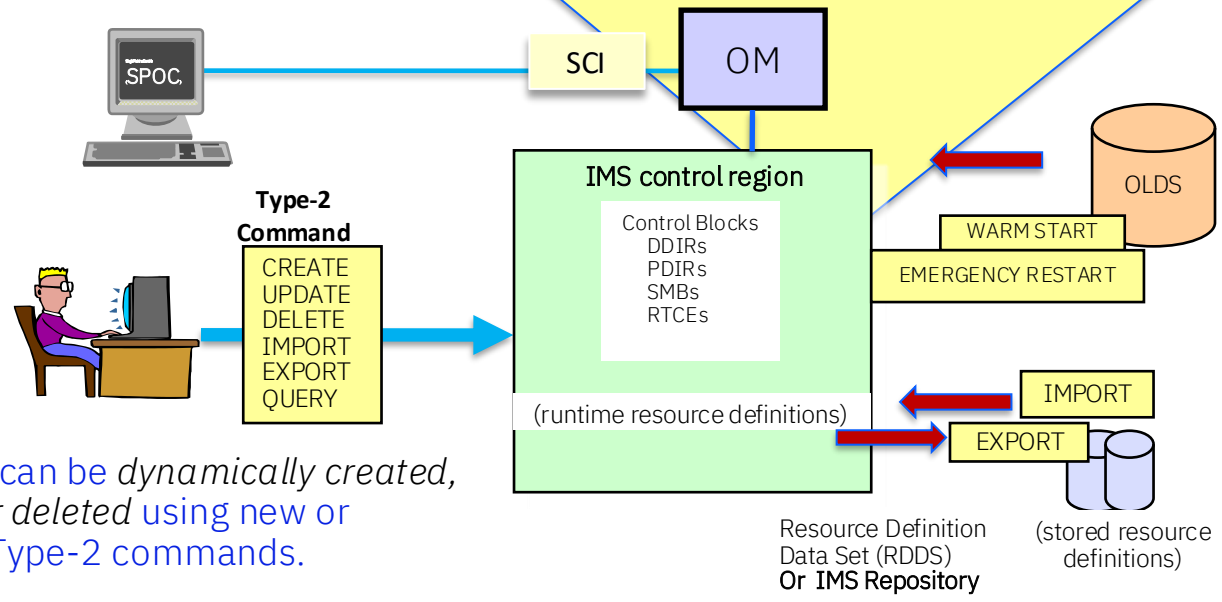 SPOC
SCI
OM
IMS control region
Control Blocks
DDIRs
PDIRs
SMBs
RTCEs
(runtime resource definitions)
OLDS
WARM START
EMERGENCY RESTART
Type-2
Command
CREATE
UPDATE
DELETE
IMPORT
EXPORT
QUERY
IMPORT
EXPORT
can be dynamically created,
deleted using new or
Type-2 commands.
Resource Definition
Data Set (RDDS)
Or IMS Repository
(stored resource
definitions)